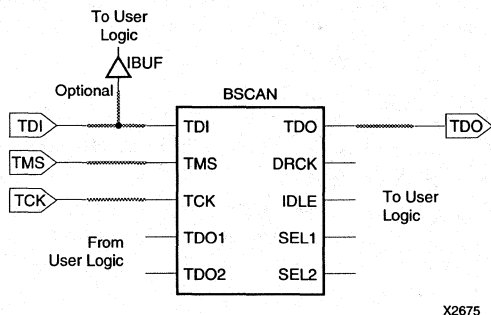 To User
Logic
IBUF
Optional
BSCAN
TDI
TDI
TDO
TDO
TMS
TMS
DRCK
TCK
TCK
IDLE
To User
Logic
From
User Logic
TDO1
SEL1
TDO2
SEL2
X2675